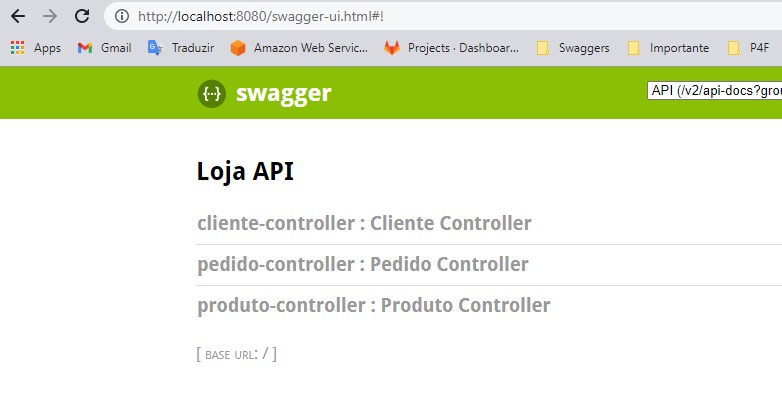 http://localhost:8080/swagger-ui.html#!
Apps Gmail Traduzir Amazon Web Servic... Projects · Dashboar... Swaggers Importante P4F
{···} swagger API (/v2/api-docs?grou
Loja API
cliente-controller : Cliente Controller
pedido-controller : Pedido Controller
produto-controller : Produto Controller
[ BASE URL: / ]